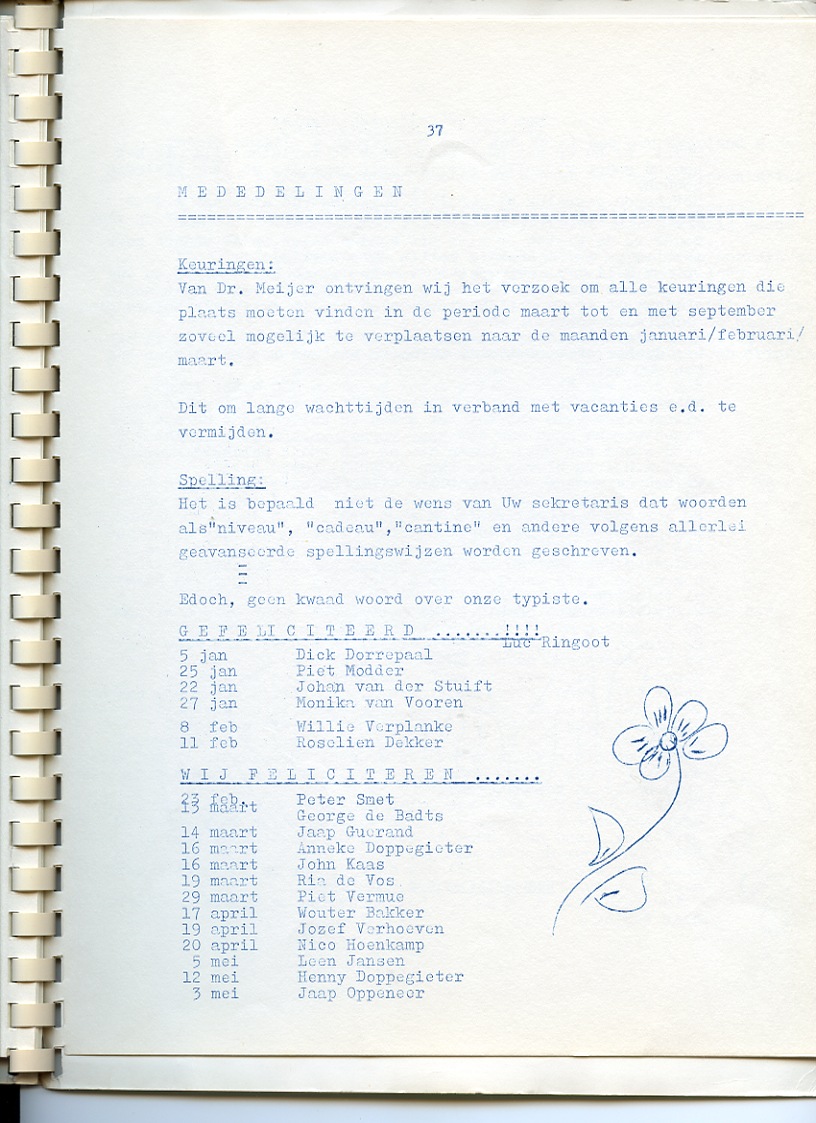 37
M E D E D E L I N G E N
=================================================================
Keuringen:
Van Dr. Meijer ontvingen wij het verzoek om alle keuringen die
plaats moeten vinden in de periode maart tot en met september
zoveel mogelijk te verplaatsen naar de maanden januari/februari/
maart.
Dit om lange wachttijden in verband met vacanties e.d. te
vermijden.
Spelling:
Het is bepaald niet de wens van Uw sekretaris dat woorden
als"niveau", "cadeau","cantine" en andere volgens allerlei
geavanseerde spellingswijzen worden geschreven.
Edoch, geen kwaad woord over onze typiste.
G E F E L I C I T E E R D .......!!!!
Luc Ringoot
5 jan Dick Dorrepaal
25 jan Piet Modder
22 jan Johan van der Stuift
27 jan Monika van Vooren
8 feb Willie Verplanke
11 feb Roselien Dekker
W I J F E L I C I T E R E N .......
23 feb. Peter Smet
13 maart George de Badts
14 maart Jaap Guerand
16 maart Anneke Doppegieter
16 maart John Kaas
19 maart Ria de Vos
29 maart Piet Vermue
17 april Wouter Bakker
19 april Jozef Verhoeven
20 april Nico Hoenkamp
5 mei Leen Jansen
12 mei Henny Doppegieter
3 mei Jaap Oppeneer